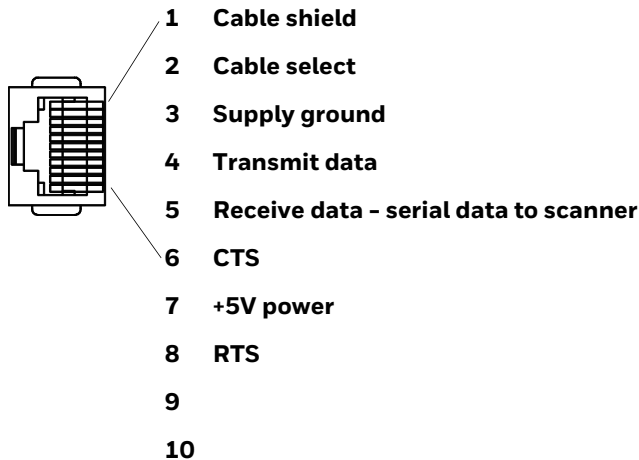 1 Cable shield
2 Cable select
3 Supply ground
4 Transmit data
5 Receive data - serial data to scanner
6 CTS
7 +5V power
8 RTS
9
10